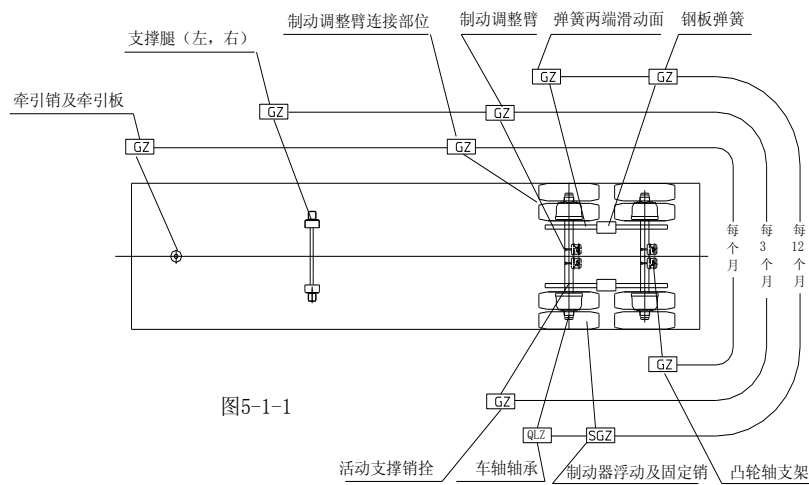 制动调整臂连接部位
制动调整臂
弹簧两端滑动面
钢板弹簧
支撑腿（左，右）
牵引销及牵引板
GZ
GZ
GZ
GZ
GZ
GZ
每个月
每3个月
每12个月
GZ
GZ
QLZ
SGZ
图5-1-1
活动支撑销拴
车轴轴承
制动器浮动及固定销
凸轮轴支架